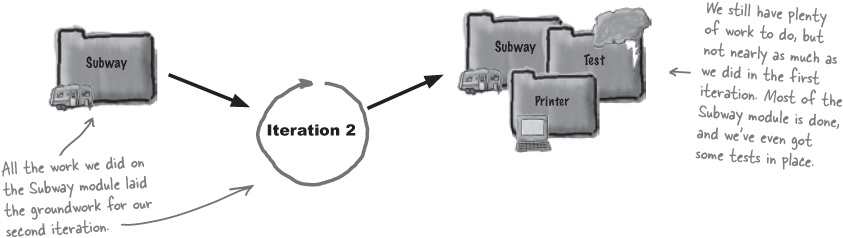 Subway
All the work we did on
the Subway module laid
the groundwork for our
second iteration.
Iteration 2
Subway
Test
Printer
We still have plenty
of work to do, but
not nearly as much as
we did in the first
iteration. Most of the
Subway module is done,
and we've even got
some tests in place.